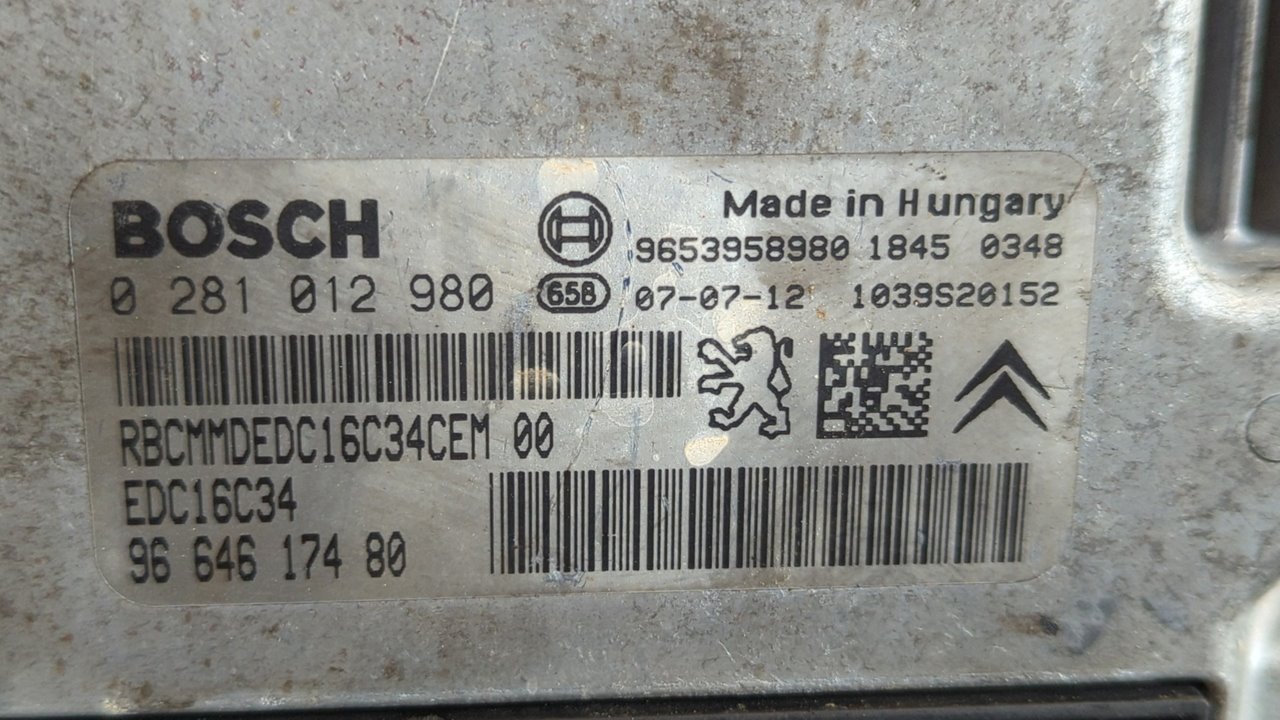 BOSCH
Made in Hungary
9653958980 1845 0348
0 281 012 980
658
07-07-12 1039S20152
RBCMMDEDC16C34CEM 00
EDC16C34
96 646 174 80